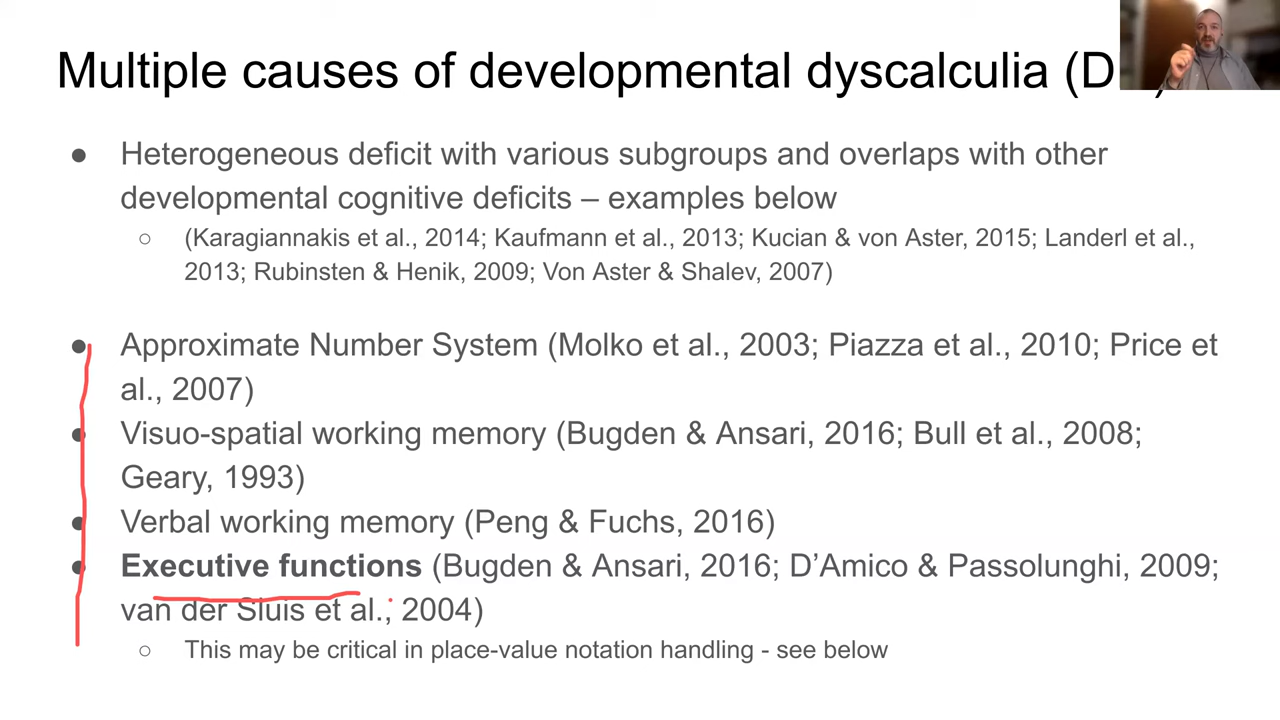 Multiple causes of developmental dyscalculia (D
● Heterogeneous deficit with various subgroups and overlaps with other
developmental cognitive deficits – examples below
○ (Karagiannakis et al., 2014; Kaufmann et al., 2013; Kucian & von Aster, 2015; Landerl et al.,
2013; Rubinsten & Henik, 2009; Von Aster & Shalev, 2007)
● Approximate Number System (Molko et al., 2003; Piazza et al., 2010; Price et
al., 2007)
● Visuo-spatial working memory (Bugden & Ansari, 2016; Bull et al., 2008;
Geary, 1993)
● Verbal working memory (Peng & Fuchs, 2016)
● Executive functions (Bugden & Ansari, 2016; D’Amico & Passolunghi, 2009;
van der Sluis et al., 2004)
○ This may be critical in place-value notation handling - see below